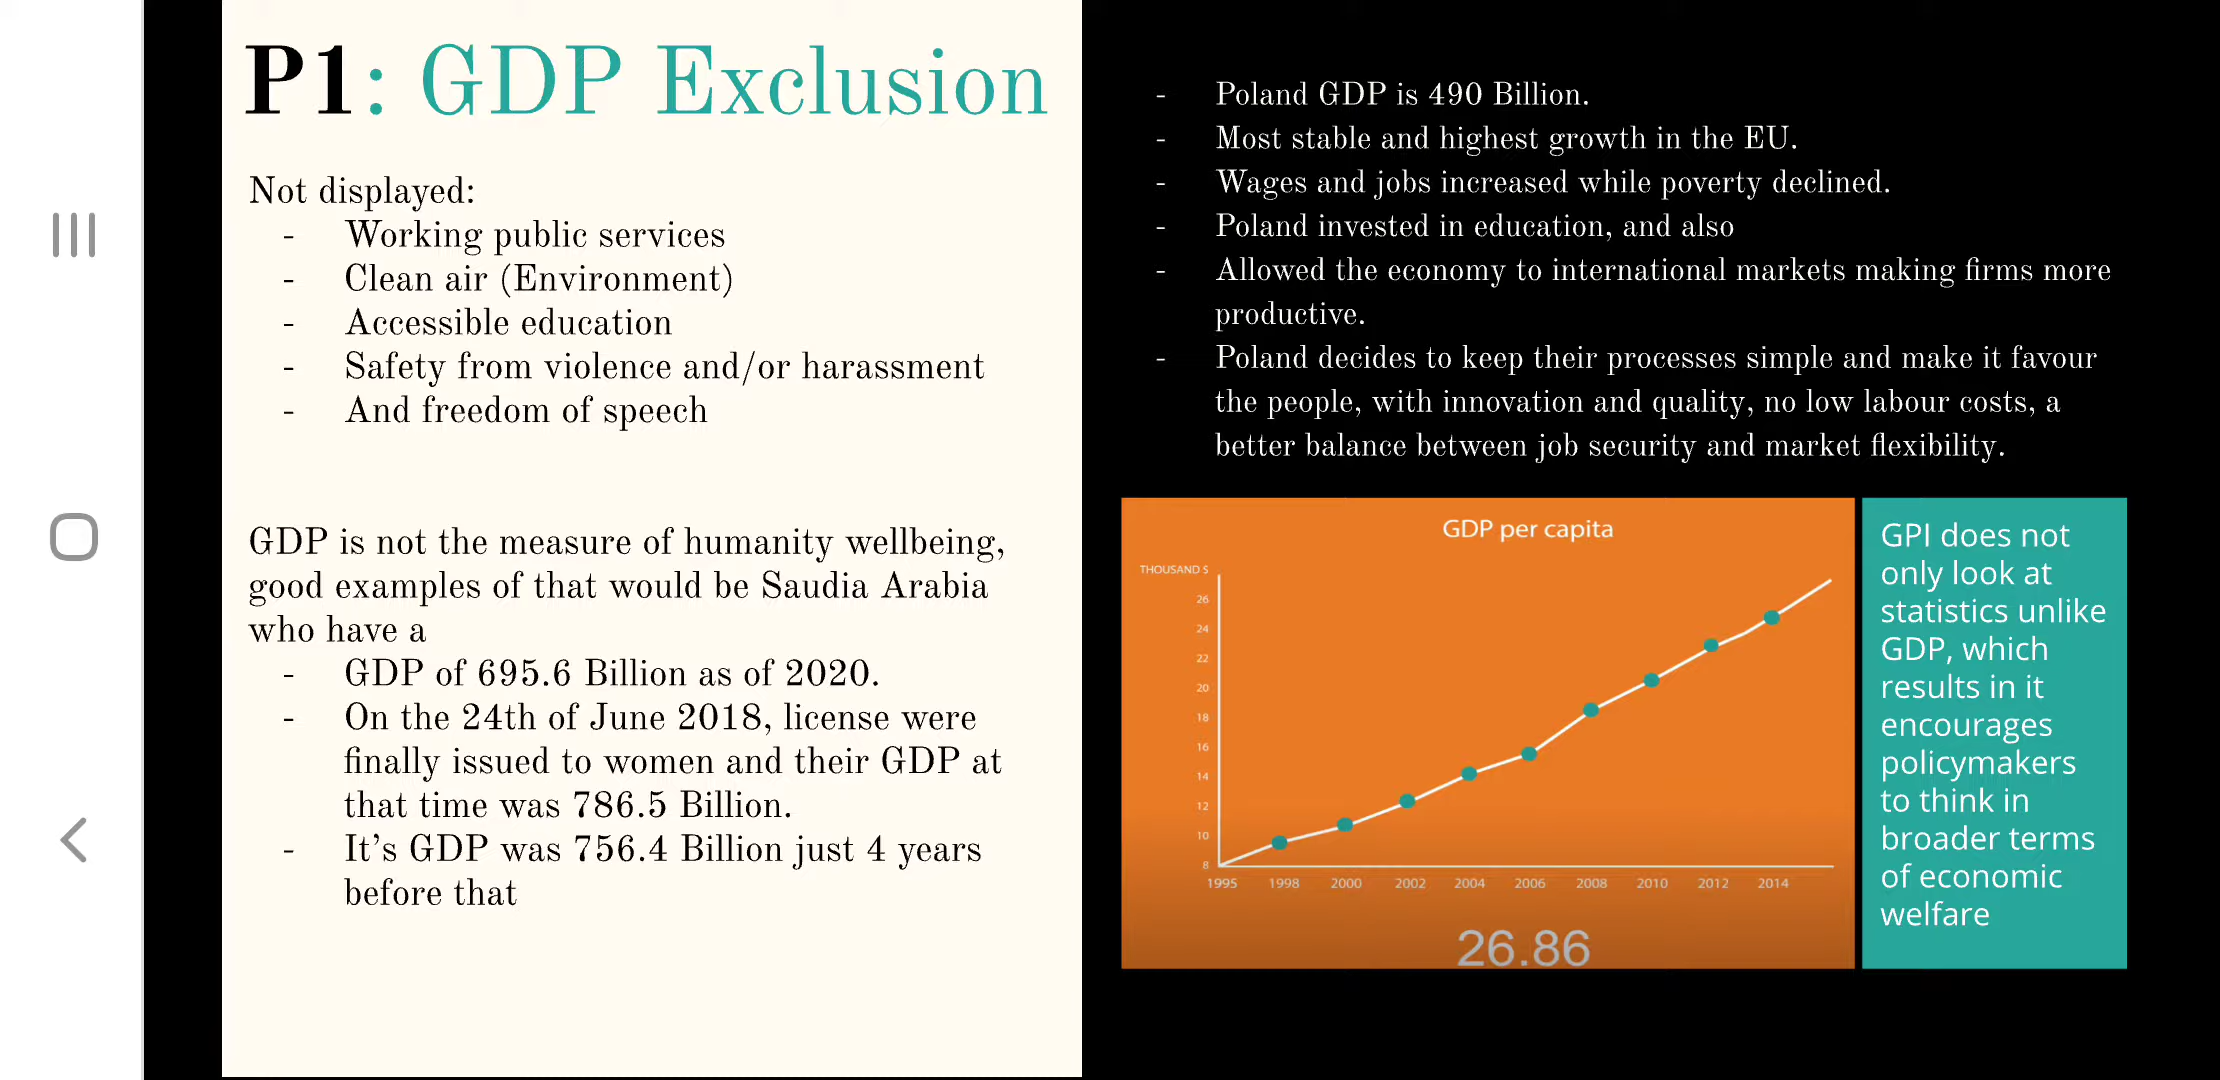 P1: GDP Exclusion
Not displayed:
- Working public services
- Clean air (Environment)
- Accessible education
- Safety from violence and/or harassment
- And freedom of speech
GDP is not the measure of humanity wellbeing,
good examples of that would be Saudia Arabia
who have a
- GDP of 695.6 Billion as of 2020.
- On the 24th of June 2018, license were
finally issued to women and their GDP at
that time was 786.5 Billion.
- It's GDP was 756.4 Billion just 4 years
before that
- Poland GDP is 490 Billion.
- Most stable and highest growth in the EU.
- Wages and jobs increased while poverty declined.
- Poland invested in education, and also
- Allowed the economy to international markets making firms more
productive.
- Poland decides to keep their processes simple and make it favour
the people, with innovation and quality, no low labour costs, a
better balance between job security and market flexibility.
GDP per capita
THOUSAND $
26
24
22
20
18
16
14
12
10
8
1995 1998 2000 2002 2004 2006 2008 2010 2012 2014
26.86
GPI does not
only look at
statistics unlike
GDP, which
results in it
encourages
policymakers
to think in
broader terms
of economic
welfare